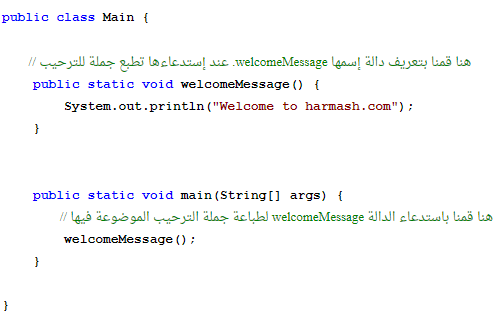 public class Main {
// هنا قمنا بتعريف دالة إسمها welcomeMessage. عند إستدعاءها تطبع جملة للترحيب
public static void welcomeMessage() {
System.out.println("Welcome to harmash.com");
}
public static void main(String[] args) {
// هنا قمنا باستدعاء الدالة welcomeMessage لطباعة جملة الترحيب الموضوعة فيها
welcomeMessage();
}
}